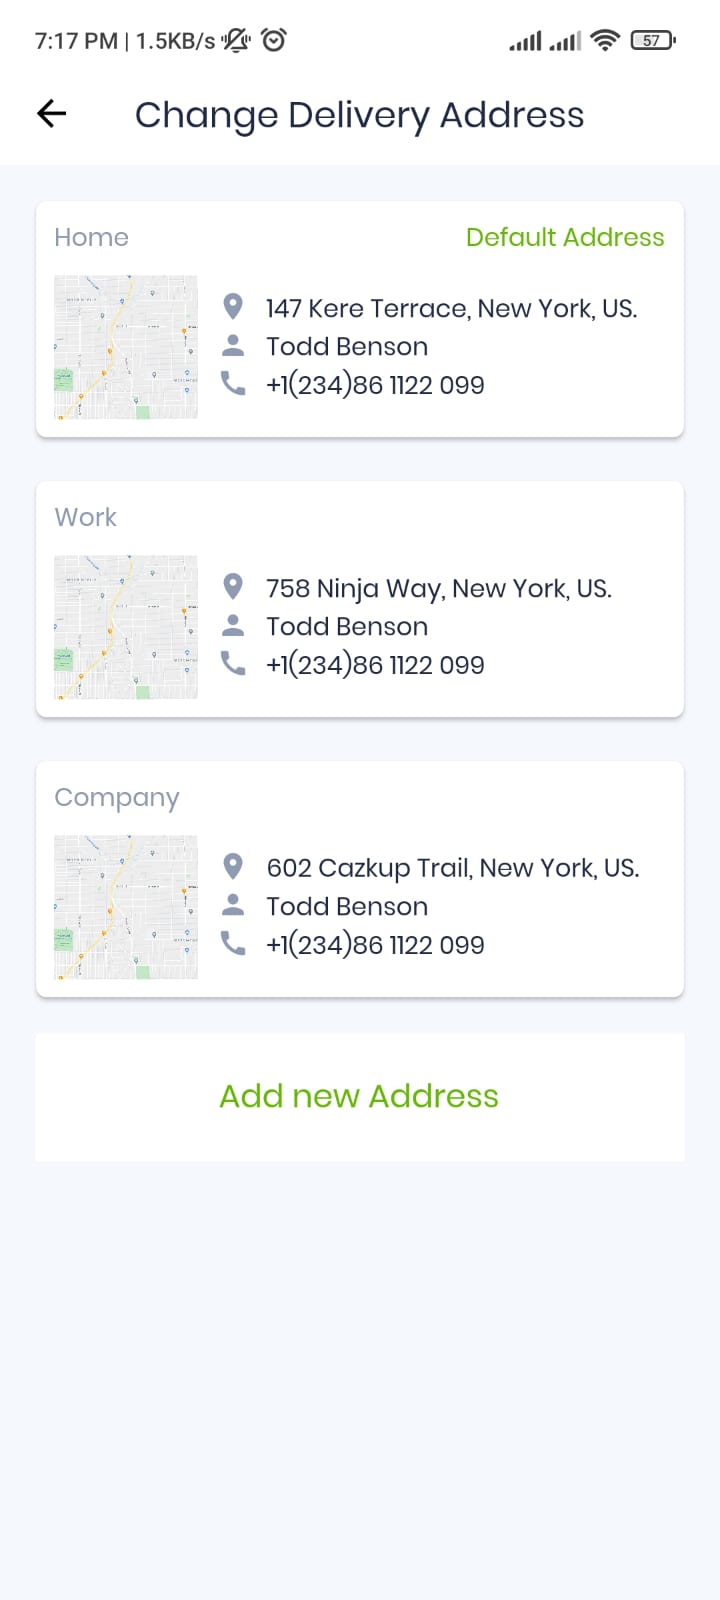 7:17 PM | 1.5KB/s
57
Change Delivery Address
Home
Default Address
147 Kere Terrace, New York, US.
Todd Benson
+1(234)86 1122 099
Work
758 Ninja Way, New York, US.
Todd Benson
+1(234)86 1122 099
Company
602 Cazkup Trail, New York, US.
Todd Benson
+1(234)86 1122 099
Add new Address